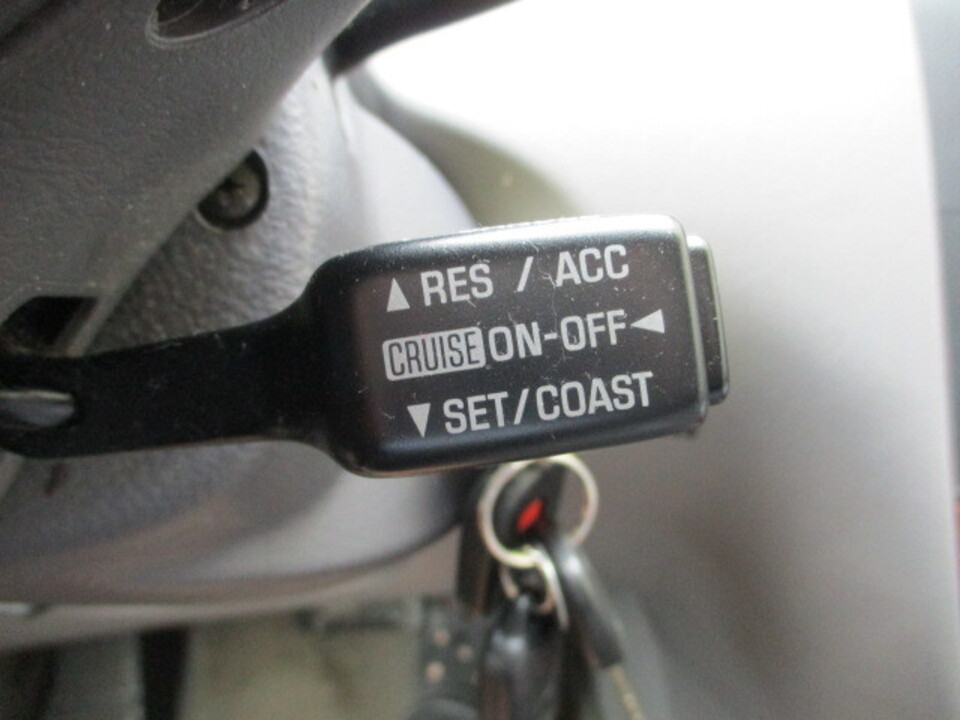 ▲ RES / ACC
CRUISE ON-OFF ◀
▼ SET/COAST